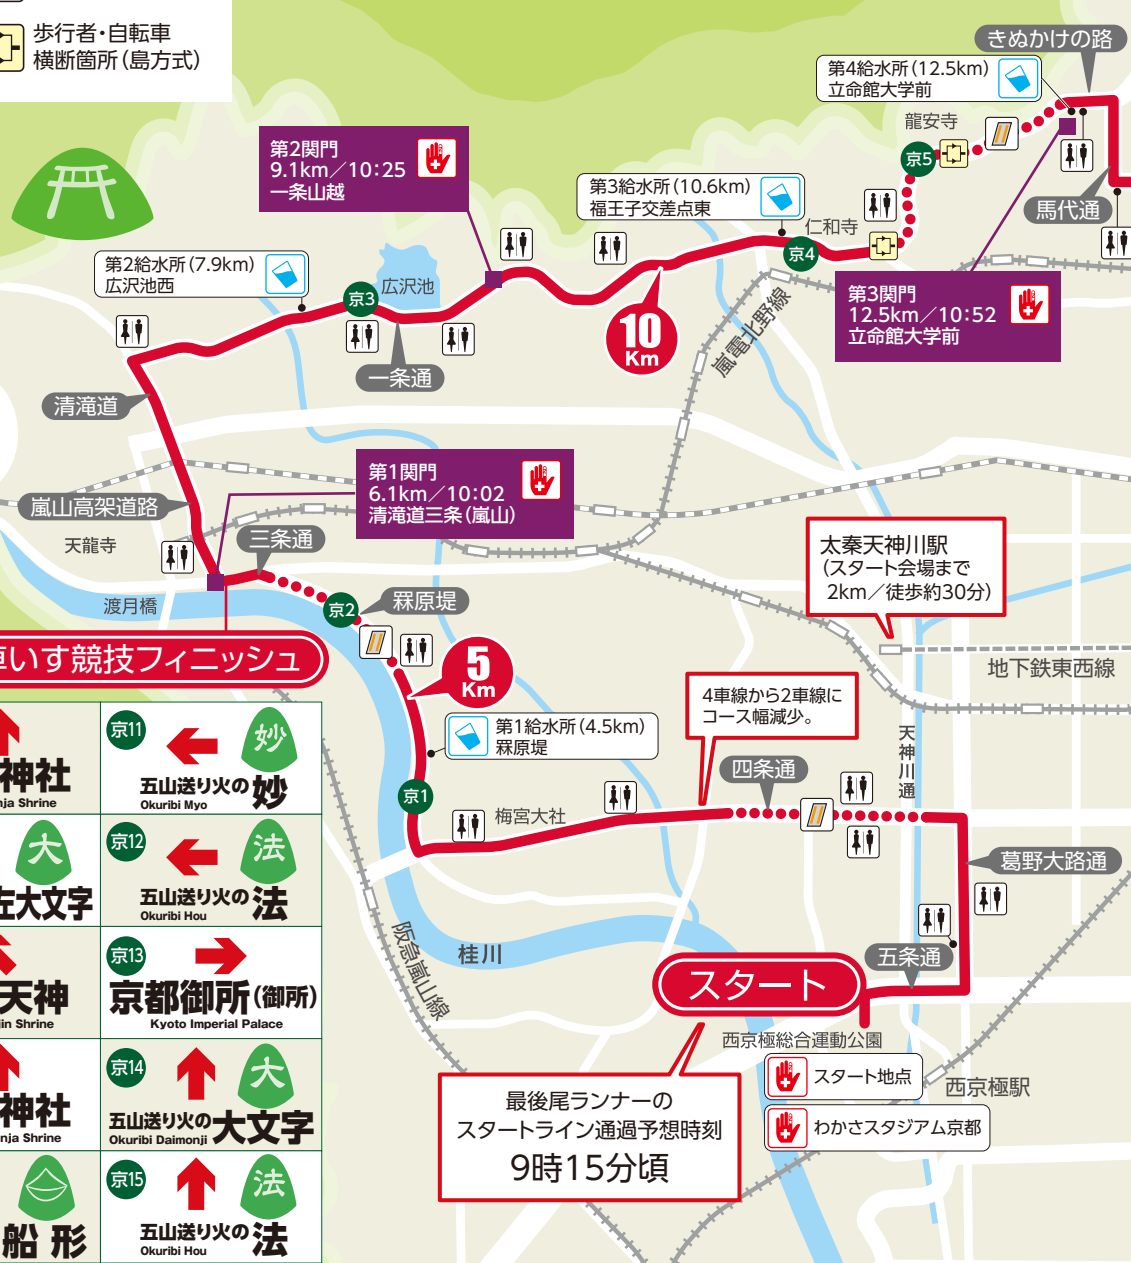 歩行者・自転車
横断箇所(島方式)
きぬかけの路
第4給水所(12.5km)
立命館大学前
龍安寺
京5
馬代通
第2関門
9.1km/10:25
一条山越
第3給水所(10.6km)
福王子交差点東
仁和寺
京4
第2給水所(7.9km)
広沢池西
広沢池
京3
第3関門
12.5km/10:52
立命館大学前
10
Km
嵐電北野線
一条通
清滝道
第1関門
6.1km/10:02
清滝道三条(嵐山)
嵐山高架道路
天龍寺
三条通
太秦天神川駅
(スタート会場まで
2km/徒歩約30分)
渡月橋
京2
罧原堤
いす競技フィニッシュ
5
Km
地下鉄東西線
4車線から2車線に
コース幅減少。
第1給水所(4.5km)
罧原堤
天神川通
四条通
京1
梅宮大社
葛野大路通
阪急嵐山線
桂川
五条通
スタート
西京極総合運動公園
スタート地点
西京極駅
わかさスタジアム京都
最後尾ランナーの
スタートライン通過予想時刻
9時15分頃
神社
nja Shrine
京11
妙
五山送り火の妙
Okuribi Myo
大
左大文字
京12
法
五山送り火の法
Okuribi Hou
天神
jin Shrine
京13
京都御所(御所)
Kyoto Imperial Palace
神社
nja Shrine
京14
大
五山送り火の大文字
Okuribi Daimonji
船形
京15
法
五山送り火の法
Okuribi Hou